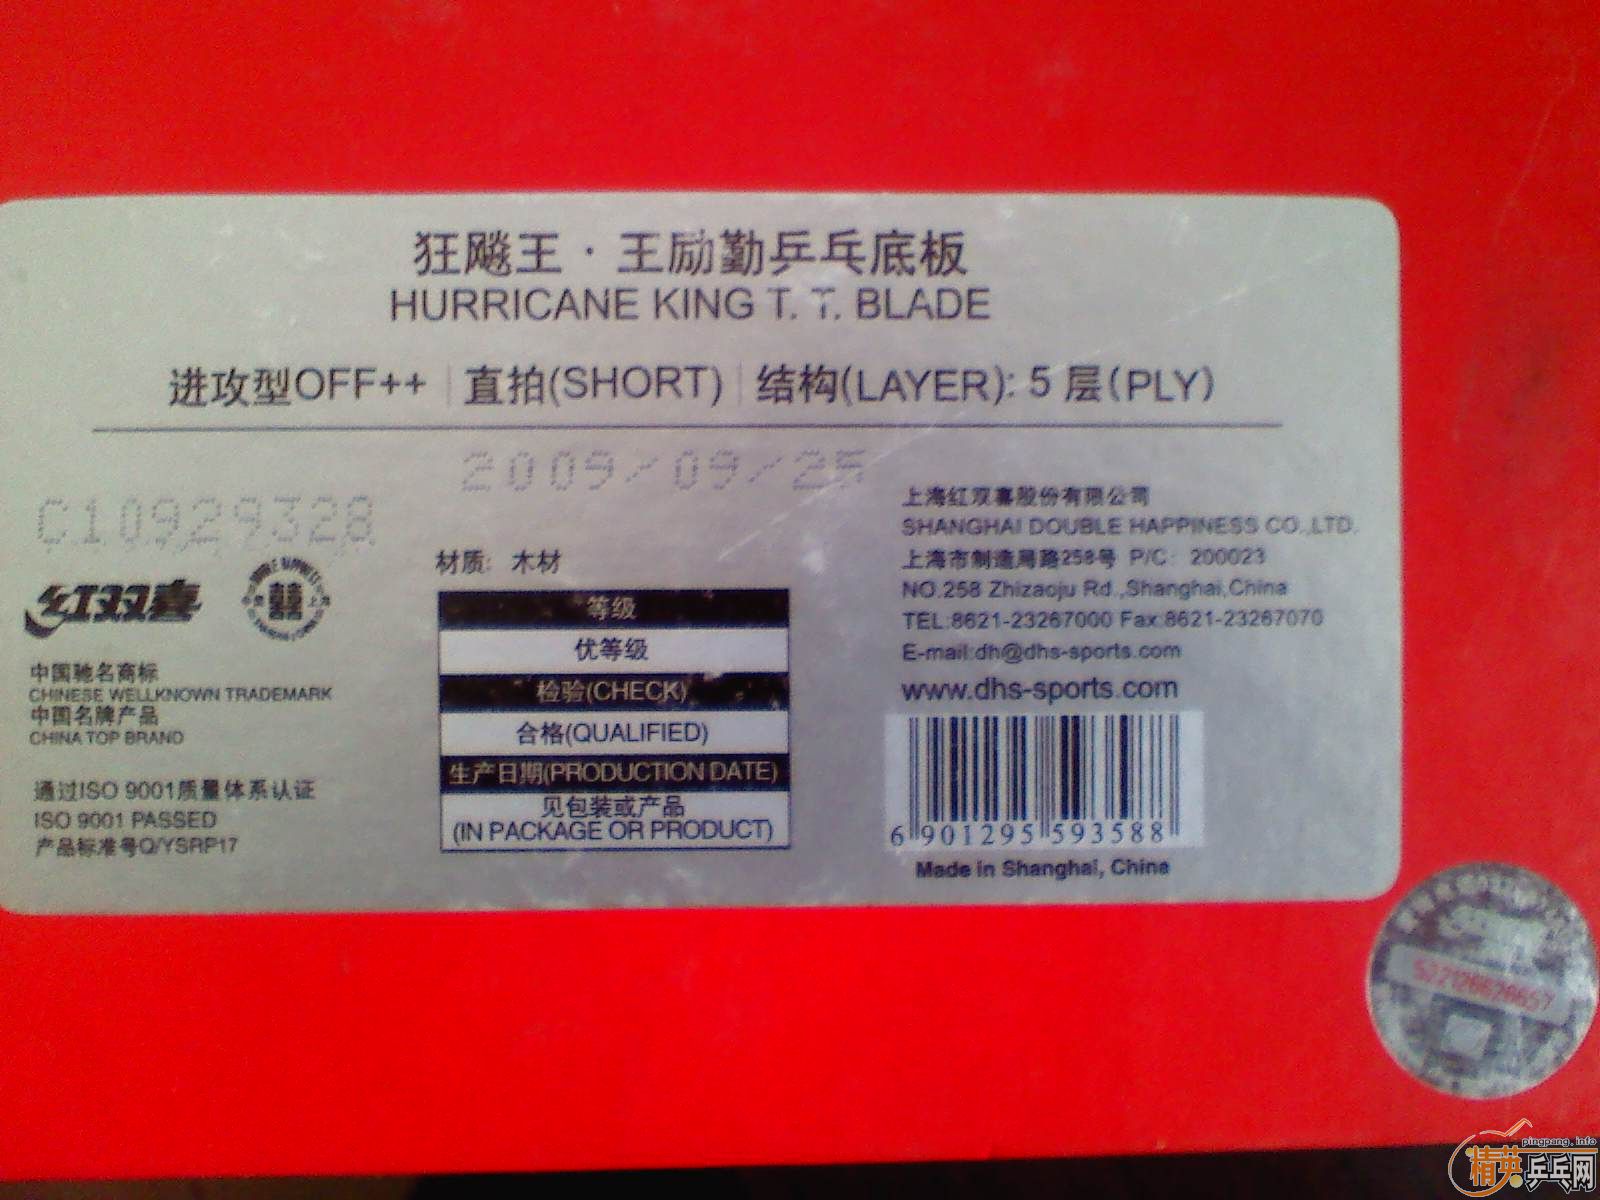 狂飚王·王励勤乒乓底板
HURRICANE KING T. T. BLADE
进攻型OFF++ 直拍(SHORT) 结构(LAYER): 5 层(PLY)
2009/09/25
C10929328
红双喜
中国驰名商标
CHINESE WELLKNOWN TRADEMARK
中国名牌产品
CHINA TOP BRAND
通过ISO 9001质量体系认证
ISO 9001 PASSED
产品标准号Q/YSRP17
材质: 木材
等级
优等级
检验(CHECK)
合格(QUALIFIED)
生产日期(PRODUCTION DATE)
见包装或产品
(IN PACKAGE OR PRODUCT)
上海红双喜股份有限公司
SHANGHAI DOUBLE HAPPINESS CO.,LTD.
上海市制造局路258号 P/C: 200023
NO.258 Zhizaoju Rd.,Shanghai,China
TEL:8621-23267000 Fax:8621-23267070
E-mail:dh@dhs-sports.com
www.dhs-sports.com
6 901295 593588
Made in Shanghai, China
pingpang.info
精英乒乓网